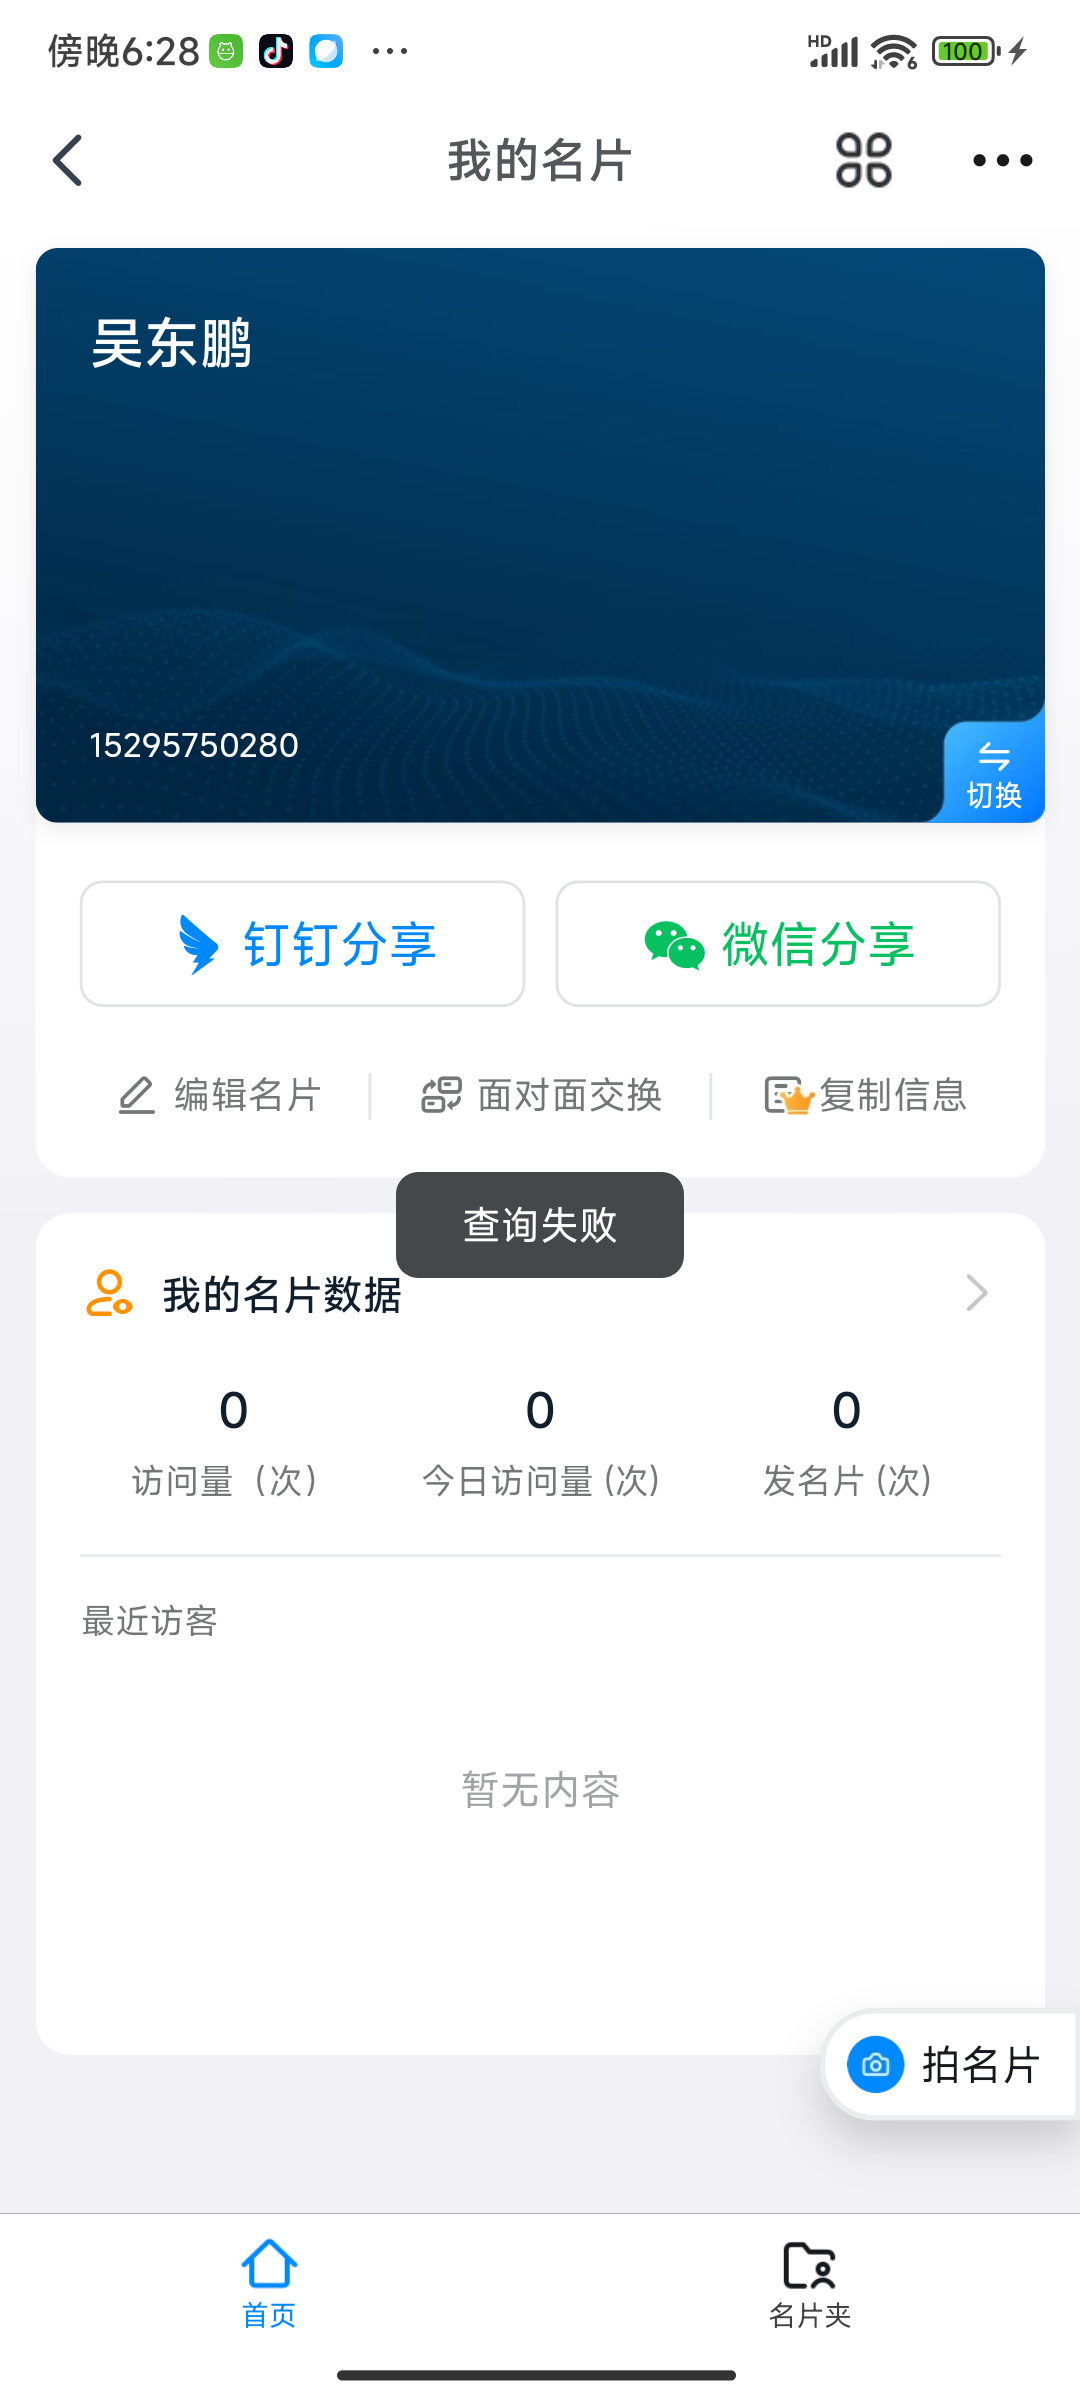 傍晚6:28
HD 6 100
我的名片
吴东鹏
15295750280
切换
钉钉分享 微信分享
编辑名片 面对面交换 复制信息
查询失败
我的名片数据
0 0 0
访问量（次） 今日访问量 (次) 发名片 (次)
最近访客
暂无内容
拍名片
首页 名片夹